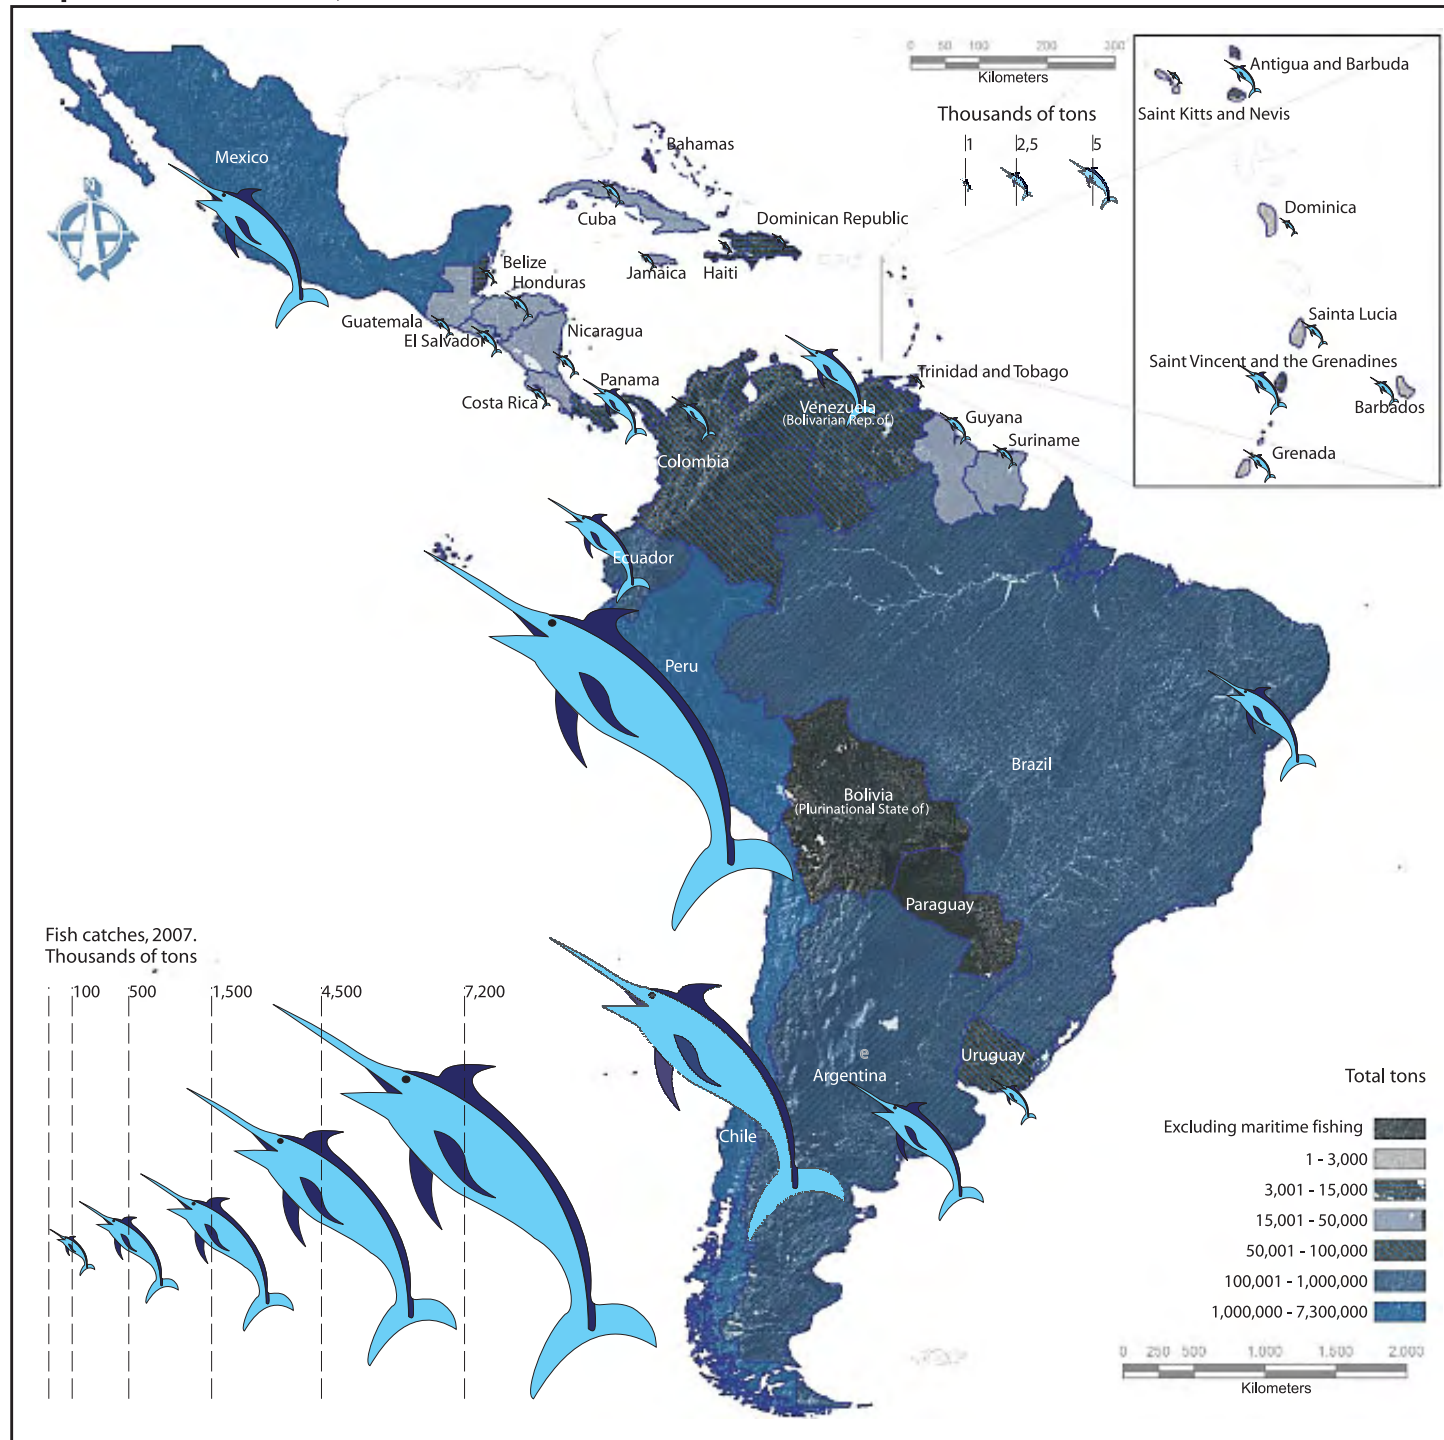 0 50 100 200 300
Kilometers
Thousands of tons
1 2,5 5
N
Mexico
Bahamas
Cuba
Dominican Republic
Jamaica
Haiti
Belize
Honduras
Guatemala
El Salvador
Nicaragua
Costa Rica
Panama
Trinidad and Tobago
Venezuela
(Bolivarian Rep. of)
Guyana
Suriname
Colombia
Ecuador
Peru
Brazil
Bolivia
(Plurinational State of)
Paraguay
Uruguay
e
Argentina
Chile
Antigua and Barbuda
Saint Kitts and Nevis
Dominica
Sainta Lucia
Saint Vincent and the Grenadines
Barbados
Grenada
Fish catches, 2007.
Thousands of tons
100 500 1,500 4,500 7,200
Total tons
Excluding maritime fishing
1 - 3,000
3,001 - 15,000
15,001 - 50,000
50,001 - 100,000
100,001 - 1,000,000
1,000,000 - 7,300,000
0 250 500 1.000 1.500 2.000
Kilometers